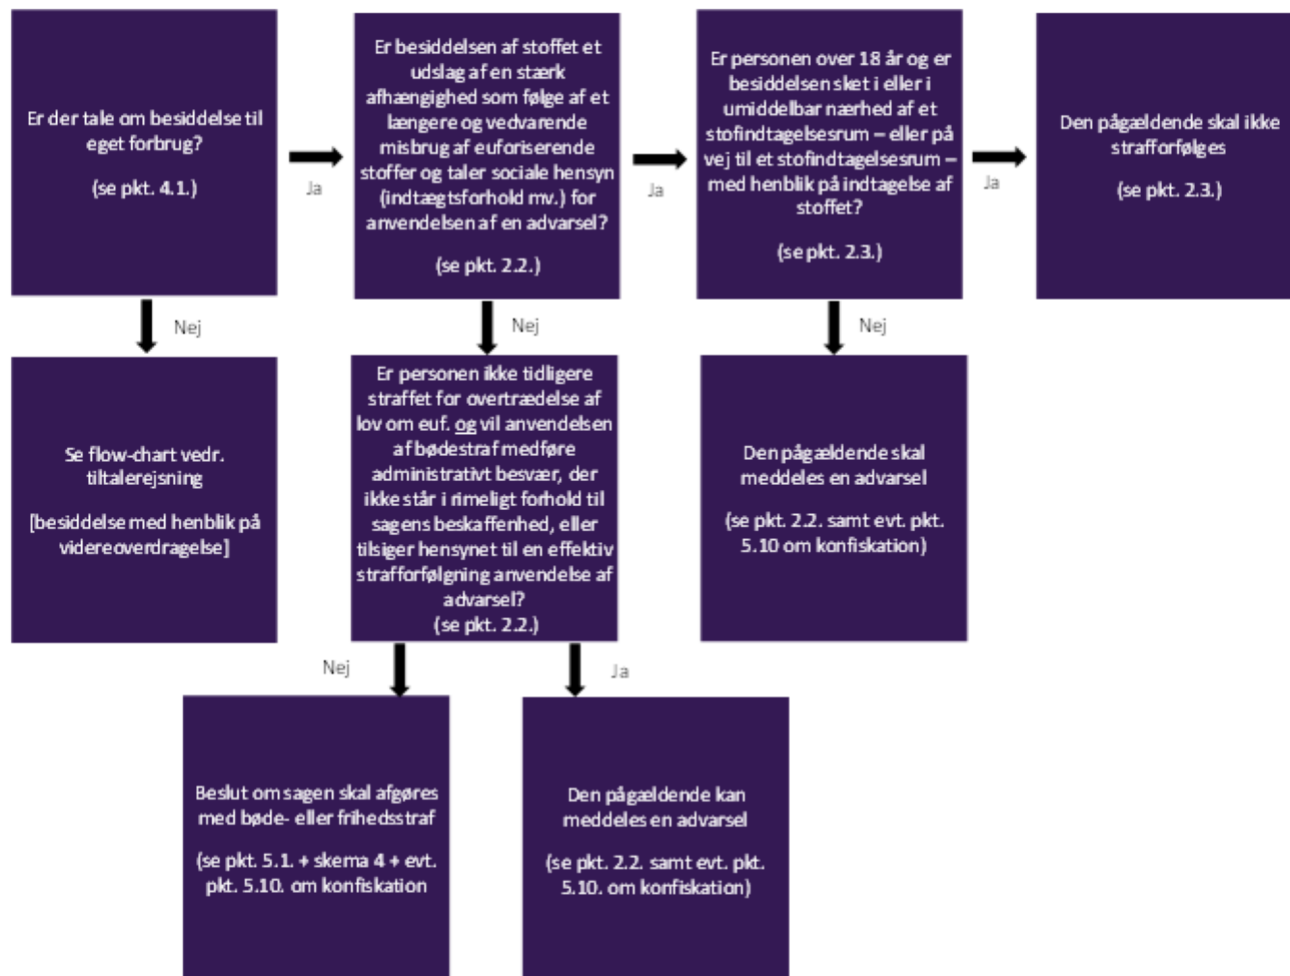 Er der tale om besiddelse til
eget forbrug?
(se pkt. 4.1.)
Ja
Er besiddelsen af stoffet et
udslag af en stærk
afhængighed som følge af et
længere og vedvarende
misbrug af euforiserende
stoffer og taler sociale hensyn
(indtægtsforhold mv.) for
anvendelsen af en advarsel?
(se pkt. 2.2.)
Ja
Er personen over 18 år og er
besiddelsen sket i eller i
umiddelbar nærhed af et
stofindtagelsesrum – eller på
vej til et stofindtagelsesrum –
med henblik på indtagelse af
stoffet?
(se pkt. 2.3.)
Ja
Den pågældende skal ikke
strafforfølges
(se pkt. 2.3.)
Nej
Nej
Nej
Se flow-chart vedr.
tiltalerejsning
[besiddelse med henblik på
videreoverdragelse]
Er personen ikke tidligere
straffet for overtrædelse af
lov om euf. og vil anvendelsen
af bødestraf medføre
administrativt besvær, der
ikke står i rimeligt forhold til
sagens beskaffenhed, eller
tilsiger hensynet til en effektiv
strafforfølgning anvendelse af
advarsel?
(se pkt. 2.2.)
Den pågældende skal
meddeles en advarsel
(se pkt. 2.2. samt evt. pkt.
5.10 om konfiskation)
Nej
Ja
Beslut om sagen skal afgøres
med bøde- eller frihedsstraf
(se pkt. 5.1. + skema 4 + evt.
pkt. 5.10. om konfiskation
Den pågældende kan
meddeles en advarsel
(se pkt. 2.2. samt evt. pkt.
5.10. om konfiskation)